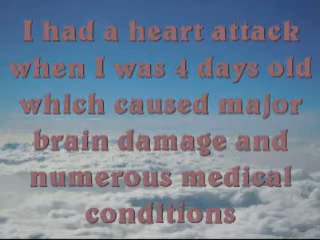 I had a heart attack
when I was 4 days old
which caused major
brain damage and
numerous medical
conditions